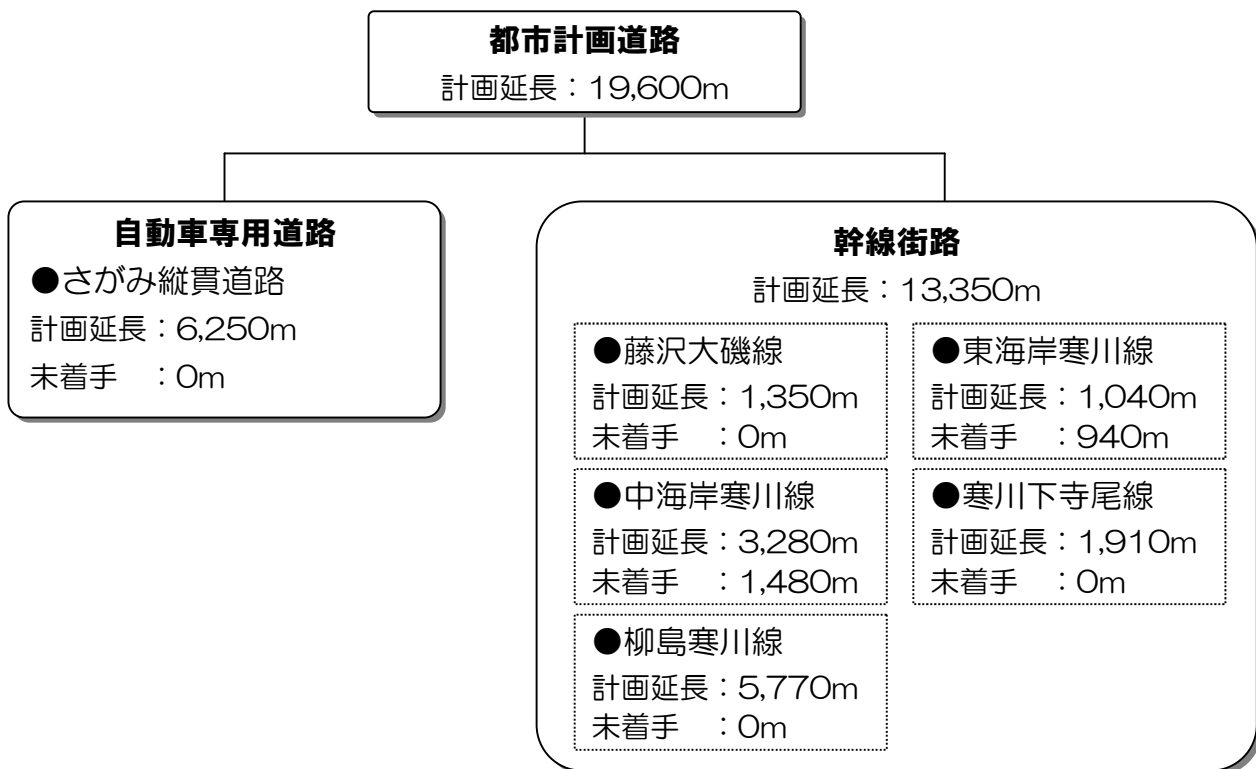 都市計画道路
計画延長：19,600m
自動車専用道路
●さがみ縦貫道路
計画延長：6,250m
未着手　：0m
幹線街路
計画延長：13,350m
●藤沢大磯線
計画延長：1,350m
未着手　：0m
●東海岸寒川線
計画延長：1,040m
未着手　：940m
●中海岸寒川線
計画延長：3,280m
未着手　：1,480m
●寒川下寺尾線
計画延長：1,910m
未着手　：0m
●柳島寒川線
計画延長：5,770m
未着手　：0m